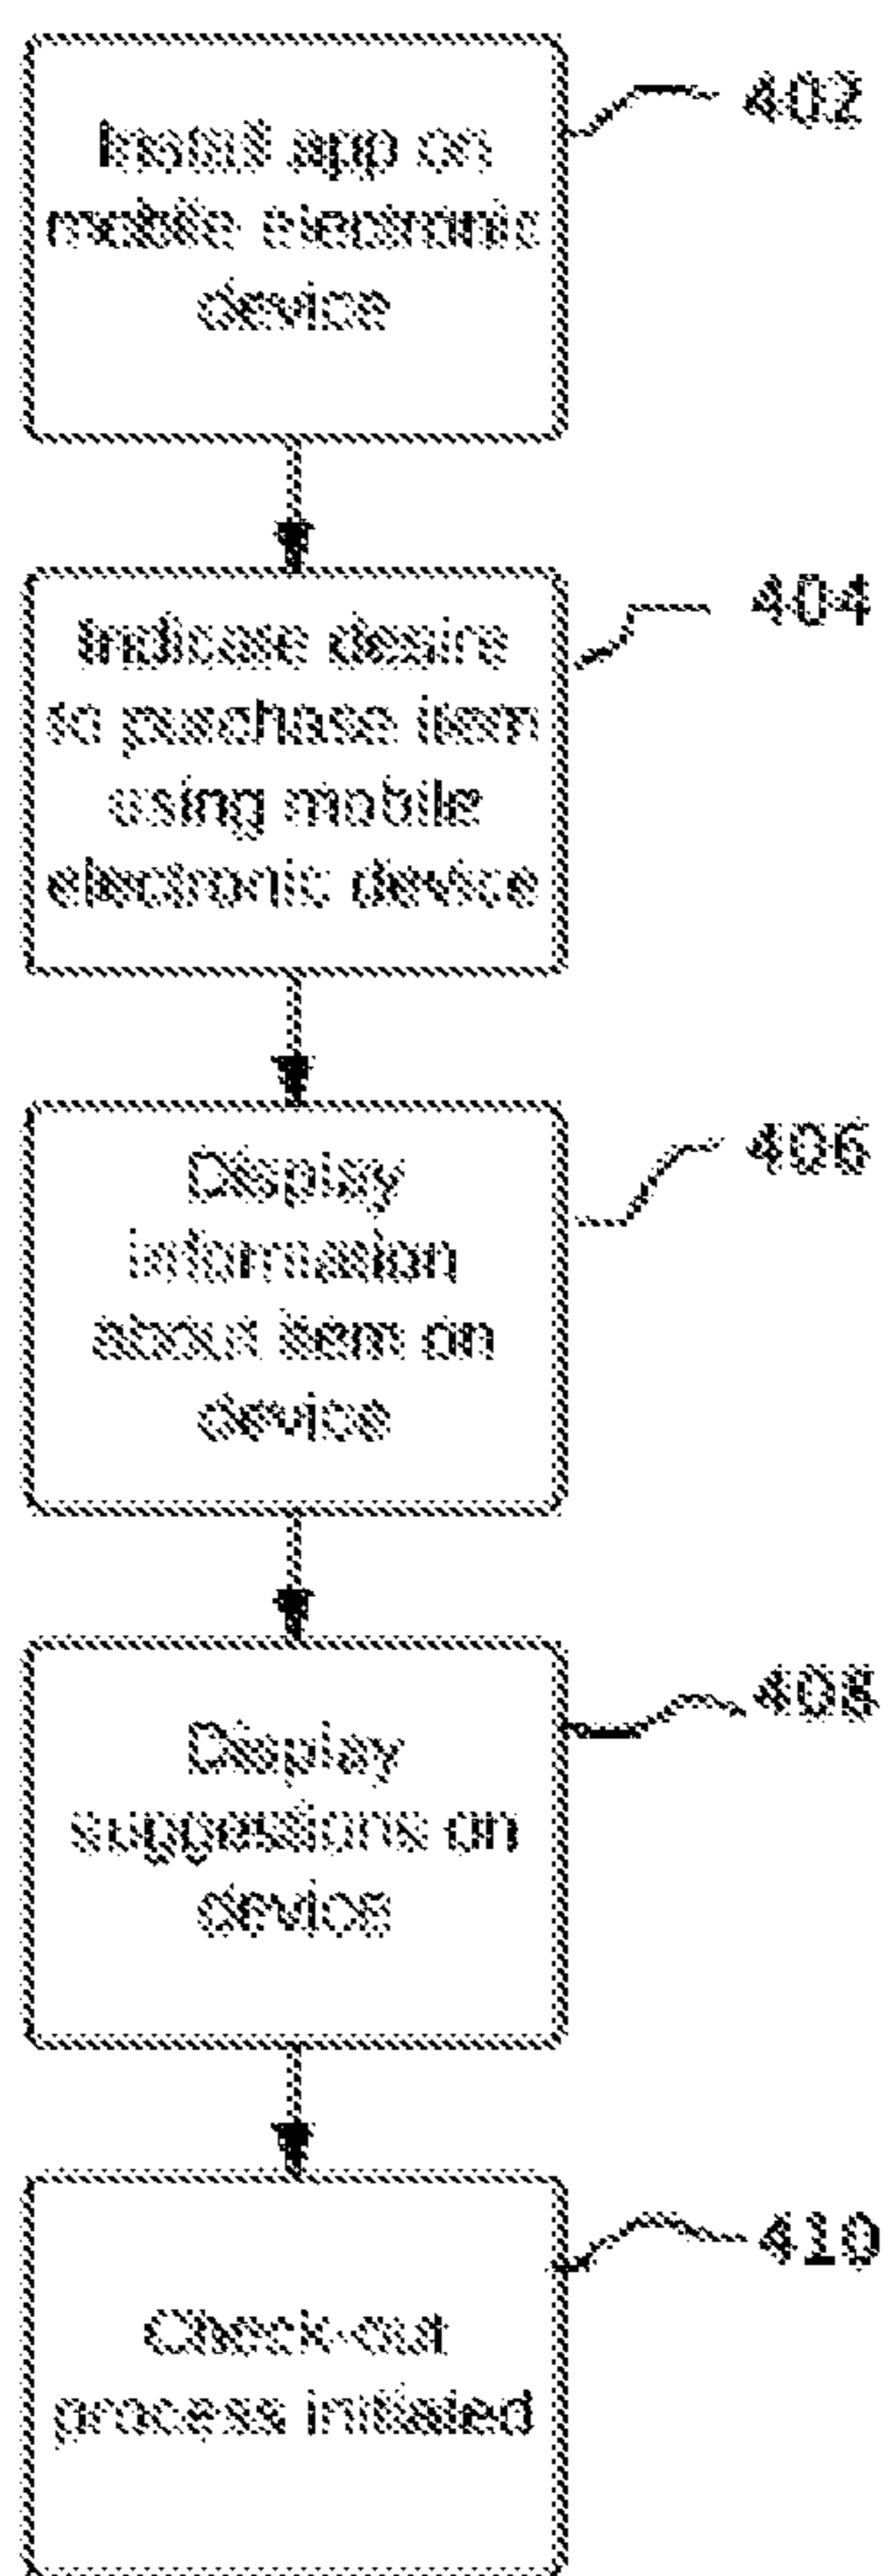 Install app on
mobile electronic
device
402
Indicase desire
to purchase item
using mobile
electronic device
404
Display
information
about item on
device
406
Display
suggestions on
device
408
Check-out
process initiated
410